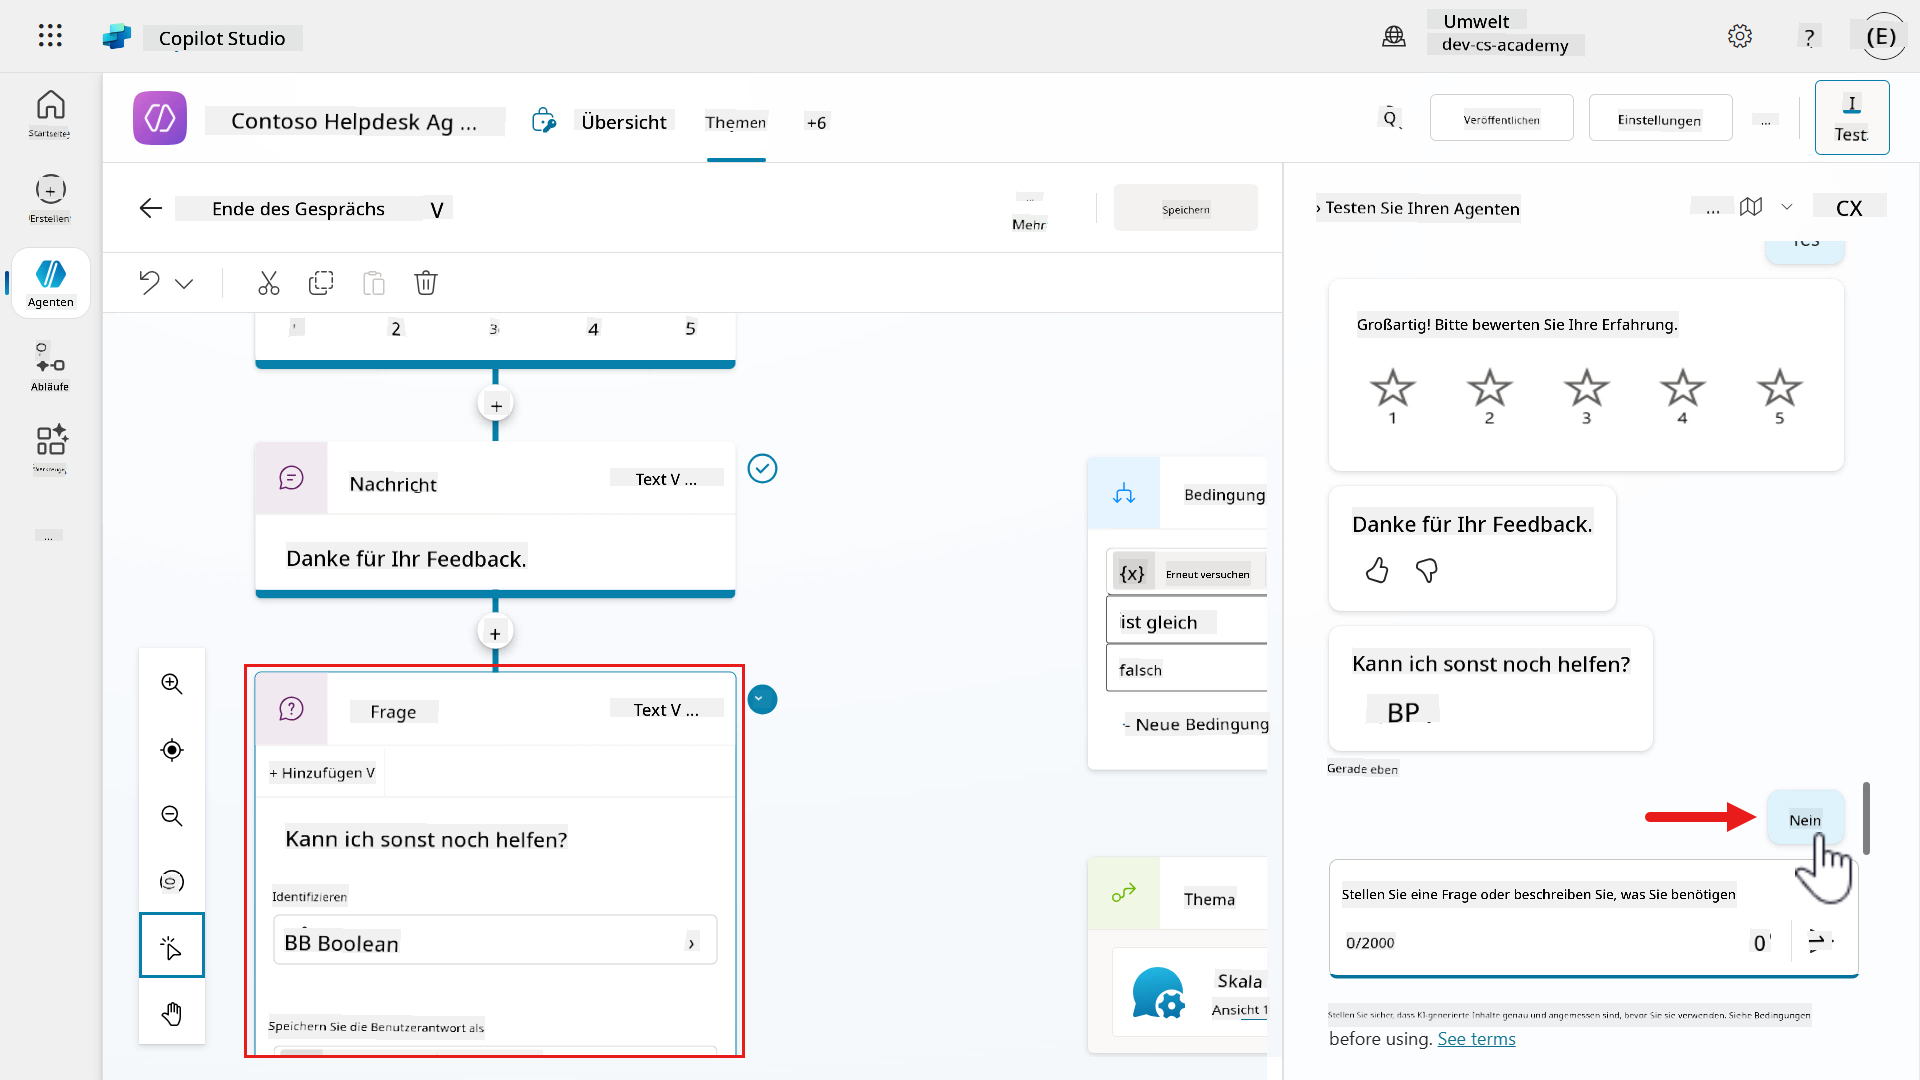 Copilot Studio
Umwelt
dev-cs-academy
?
(E)
Startseite
Erstellen
Agenten
Abläufe
...
Contoso Helpdesk Ag ...
Übersicht
Themen
+6
Q
Veröffentlichen
Einstellungen
...
I
Test
Ende des Gesprächs V
...
Mehr
Speichern
2 3 4 5
+
Nachricht
Text V ...
Danke für Ihr Feedback.
+
Frage
Text V ...
+ Hinzufügen V
Kann ich sonst noch helfen?
Identifizieren
BB Boolean
Speichern Sie die Benutzerantwort als
Bedingung
{x} Erneut versuchen
ist gleich
falsch
- Neue Bedingung
Thema
Skala
Ansicht 1
› Testen Sie Ihren Agenten
...
CX
Yes
Großartig! Bitte bewerten Sie Ihre Erfahrung.
1 2 3 4 5
Danke für Ihr Feedback.
Kann ich sonst noch helfen?
BP
Gerade eben
Nein
Stellen Sie eine Frage oder beschreiben Sie, was Sie benötigen
0/2000
0
Stellen Sie sicher, dass KI-generierte Inhalte genau und angemessen sind, bevor Sie sie verwenden. Siehe Bedingungen
before using. See terms